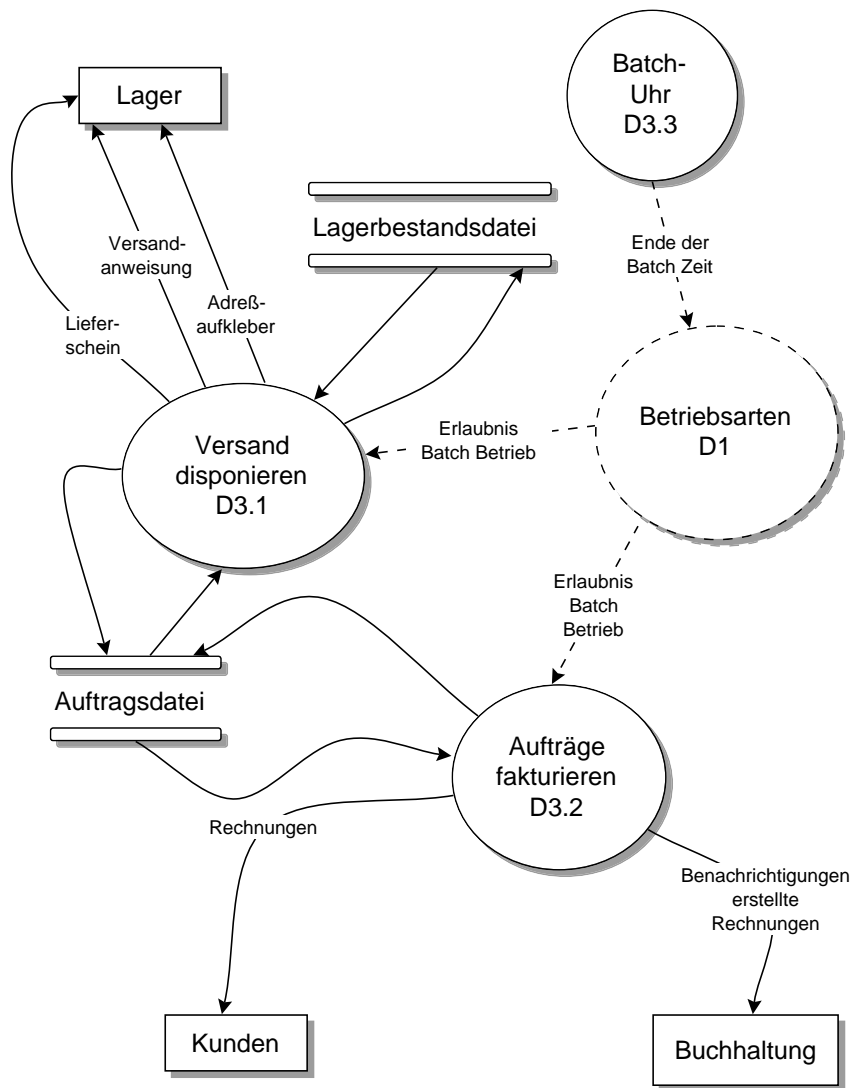 Batch-
Uhr
D3.3
Lager
Lagerbestandsdatei
Versand-
anweisung
Ende der
Batch Zeit
Adreß-
aufkleber
Liefer-
schein
Betriebsarten
D1
Erlaubnis
Batch Betrieb
Versand
disponieren
D3.1
Erlaubnis
Batch
Betrieb
Auftragsdatei
Aufträge
fakturieren
D3.2
Rechnungen
Benachrichtigungen
erstellte
Rechnungen
Kunden
Buchhaltung